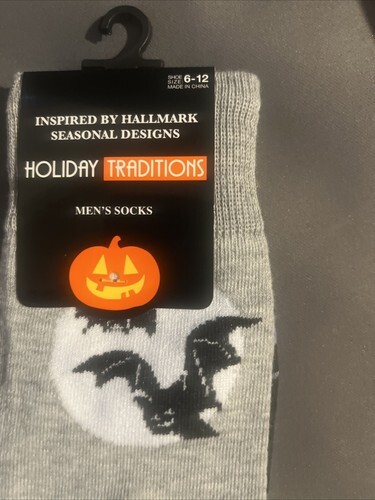 SHOE SIZE 6-12
MADE IN CHINA
INSPIRED BY HALLMARK
SEASONAL DESIGNS
HOLIDAY TRADITIONS
MEN'S SOCKS